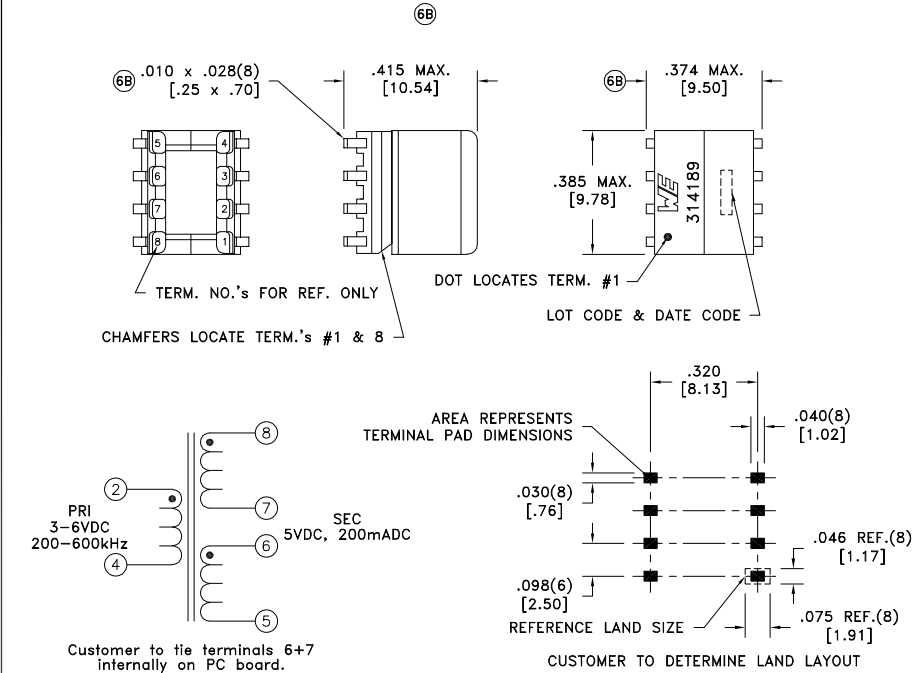 6B
6B .010 x .028(8)
[.25 x .70]
.415 MAX.
[10.54]
6B
.374 MAX.
[9.50]
5 4
6 3
7 2
8 1
.385 MAX.
[9.78]
WE
314189
TERM. NO.'s FOR REF. ONLY
CHAMFERS LOCATE TERM.'s #1 & 8
DOT LOCATES TERM. #1
LOT CODE & DATE CODE
.320
[8.13]
AREA REPRESENTS
TERMINAL PAD DIMENSIONS
.040(8)
[1.02]
.030(8)
[.76]
.046 REF.(8)
[1.17]
.098(6)
[2.50]
REFERENCE LAND SIZE
.075 REF.(8)
[1.91]
CUSTOMER TO DETERMINE LAND LAYOUT
8
2
PRI
3-6VDC
200-600kHz
4
7
SEC
5VDC, 200mADC
6
5
Customer to tie terminals 6+7
internally on PC board.